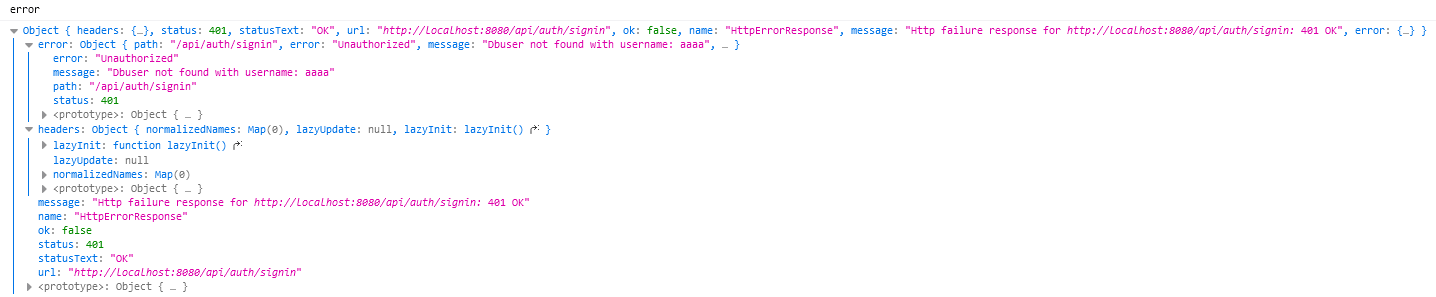 error
Object { headers: {…}, status: 401, statusText: "OK", url: "http://localhost:8080/api/auth/signin", ok: false, name: "HttpErrorResponse", message: "Http failure response for http://localhost:8080/api/auth/signin: 401 OK", error: {…} }
error: Object { path: "/api/auth/signin", error: "Unauthorized", message: "Dbuser not found with username: aaaa", … }
error: "Unauthorized"
message: "Dbuser not found with username: aaaa"
path: "/api/auth/signin"
status: 401
<prototype>: Object { … }
headers: Object { normalizedNames: Map(0), lazyUpdate: null, lazyInit: lazyInit() }
lazyInit: function lazyInit()
lazyUpdate: null
normalizedNames: Map(0)
<prototype>: Object { … }
message: "Http failure response for http://localhost:8080/api/auth/signin: 401 OK"
name: "HttpErrorResponse"
ok: false
status: 401
statusText: "OK"
url: "http://localhost:8080/api/auth/signin"
<prototype>: Object { … }